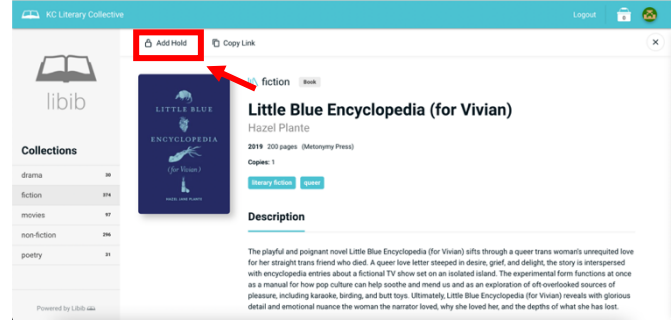 KC Literary Collective
Logout
Add Hold
Copy Link
libib
Collections
drama
fiction 374
movies 97
non-fiction 296
poetry 31
Powered by Libib
LITTLE BLUE
ENCYCLOPEDIA
(for Vivian)
HAZEL JANE PLANTE
fiction Book
Little Blue Encyclopedia (for Vivian)
Hazel Plante
2019 200 pages (Metonymy Press)
Copies: 1
literary fiction queer
Description
The playful and poignant novel Little Blue Encyclopedia (for Vivian) sifts through a queer trans woman's unrequited love
for her straight trans friend who died. A queer love letter steeped in desire, grief, and delight, the story is interspersed
with encyclopedia entries about a fictional TV show set on an isolated island. The experimental form functions at once
as a manual for how pop culture can help soothe and mend us and as an exploration of oft-overlooked sources of
pleasure, including karaoke, birding, and butt toys. Ultimately, Little Blue Encyclopedia (for Vivian) reveals with glorious
detail and emotional nuance the woman the narrator loved, why she loved her, and the depths of what she has lost.